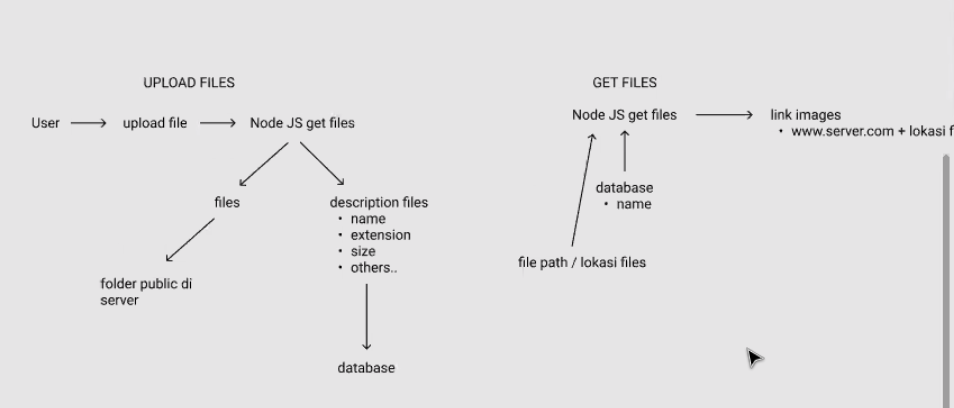 UPLOAD FILES
User
upload file
Node JS get files
files
description files
• name
• extension
• size
• others..
folder public di
server
database
GET FILES
Node JS get files
link images
• www.server.com + lokasi f
database
• name
file path / lokasi files